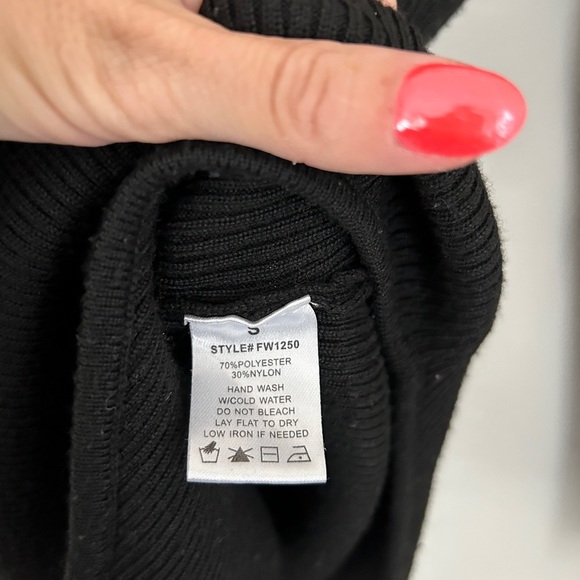 S
STYLE# FW1250
70%POLYESTER
30%NYLON
HAND WASH
W/COLD WATER
DO NOT BLEACH
LAY FLAT TO DRY
LOW IRON IF NEEDED